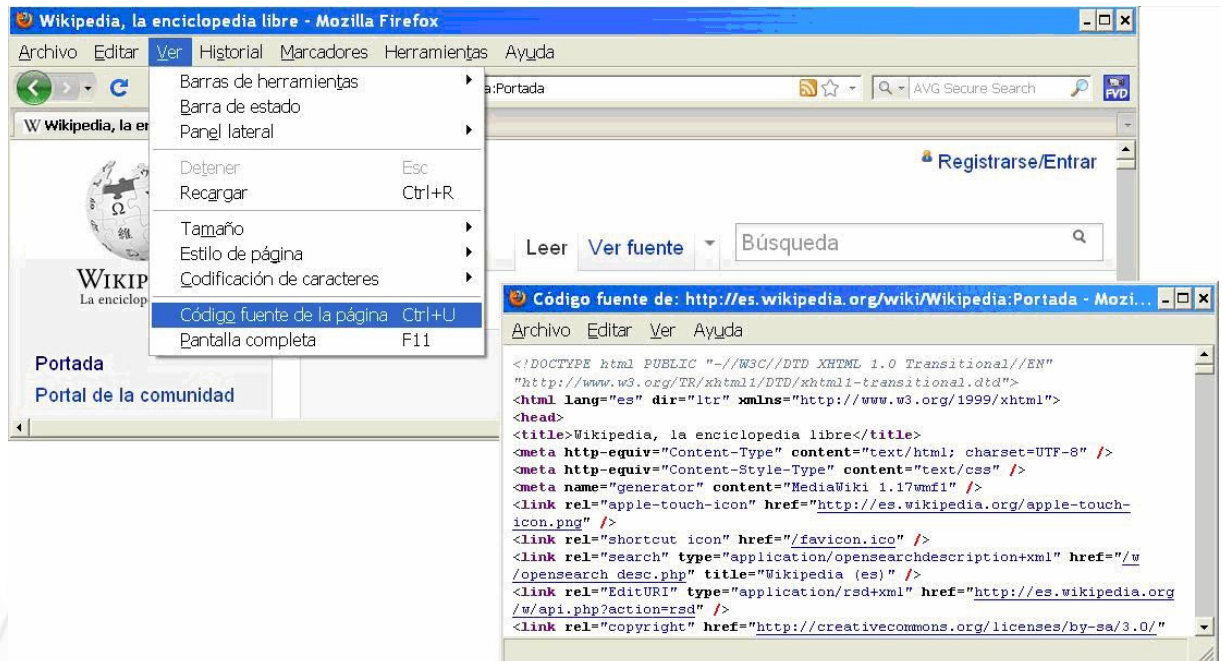 Wikipedia, la enciclopedia libre - Mozilla Firefox
Archivo Editar Ver Historial Marcadores Herramientas Ayuda
a:Portada
AVG Secure Search
FVD
W Wikipedia, la en
Barras de herramientas
Barra de estado
Panel lateral
Detener Esc
Recargar Ctrl+R
Tamaño
Estilo de página
Codificación de caracteres
Código fuente de la página Ctrl+U
Pantalla completa F11
Registrarse/Entrar
Leer Ver fuente
Búsqueda
Ω
WIKIP
La enciclop
Portada
Portal de la comunidad
Código fuente de: http://es.wikipedia.org/wiki/Wikipedia:Portada - Mozi...
Archivo Editar Ver Ayuda
<!DOCTYPE html PUBLIC "-//W3C//DTD XHTML 1.0 Transitional//EN"
"http://www.w3.org/TR/xhtml1/DTD/xhtml1-transitional.dtd">
<html lang="es" dir="ltr" xmlns="http://www.w3.org/1999/xhtml">
<head>
<title>Wikipedia, la enciclopedia libre</title>
<meta http-equiv="Content-Type" content="text/html; charset=UTF-8" />
<meta http-equiv="Content-Style-Type" content="text/css" />
<meta name="generator" content="MediaWiki 1.17wmf1" />
<link rel="apple-touch-icon" href="http://es.wikipedia.org/apple-touch-
icon.png" />
<link rel="shortcut icon" href="/favicon.ico" />
<link rel="search" type="application/opensearchdescription+xml" href="/w
/opensearch_desc.php" title="Wikipedia (es)" />
<link rel="EditURI" type="application/rsd+xml" href="http://es.wikipedia.org
/w/api.php?action=rsd" />
<link rel="copyright" href="http://creativecommons.org/licenses/by-sa/3.0/"